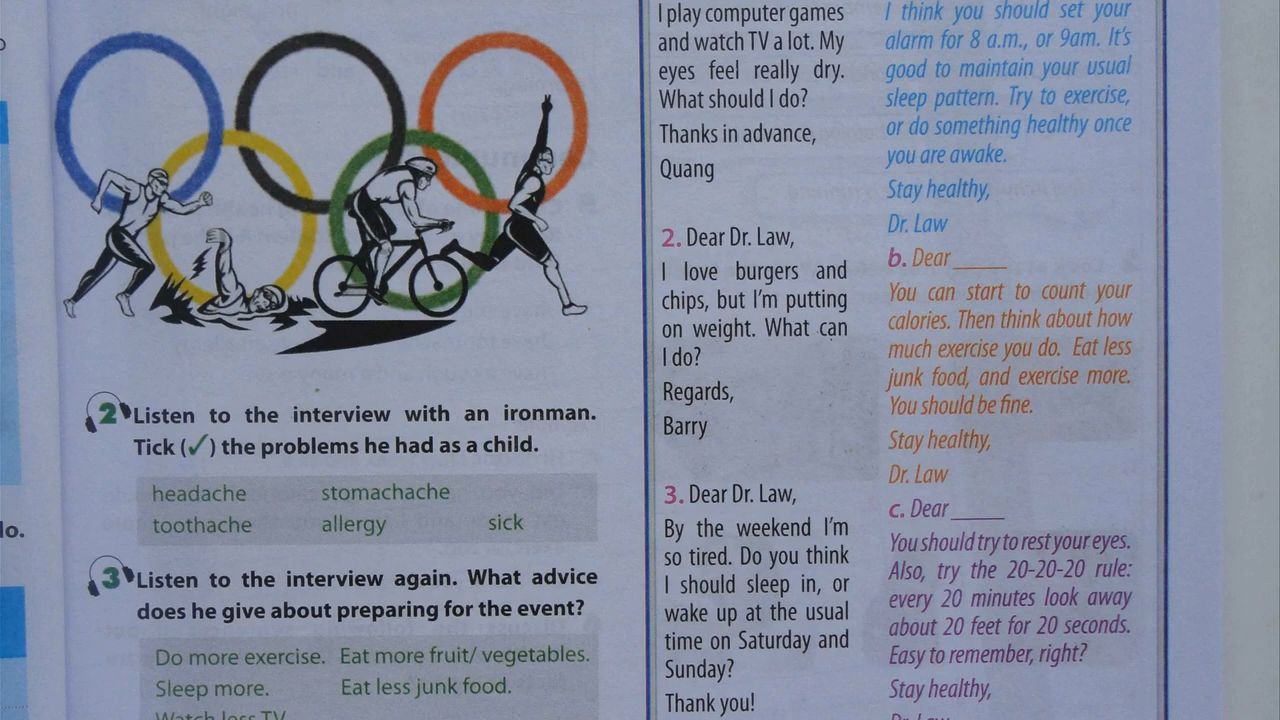 lo.
2 Listen to the interview with an ironman.
Tick (✓) the problems he had as a child.
headache stomachache
toothache allergy sick
3 Listen to the interview again. What advice
does he give about preparing for the event?
Do more exercise. Eat more fruit/ vegetables.
Sleep more. Eat less junk food.
Watch less TV
I play computer games
and watch TV a lot. My
eyes feel really dry.
What should I do?
Thanks in advance,
Quang
2. Dear Dr. Law,
I love burgers and
chips, but I'm putting
on weight. What can
I do?
Regards,
Barry
3. Dear Dr. Law,
By the weekend I'm
so tired. Do you think
I should sleep in, or
wake up at the usual
time on Saturday and
Sunday?
Thank you!
I think you should set your
alarm for 8 a.m., or 9am. It's
good to maintain your usual
sleep pattern. Try to exercise,
or do something healthy once
you are awake.
Stay healthy,
Dr. Law
b. Dear _____
You can start to count your
calories. Then think about how
much exercise you do. Eat less
junk food, and exercise more.
You should be fine.
Stay healthy,
Dr. Law
c. Dear _____
You should try to rest your eyes.
Also, try the 20-20-20 rule:
every 20 minutes look away
about 20 feet for 20 seconds.
Easy to remember, right?
Stay healthy,
Dr. Law